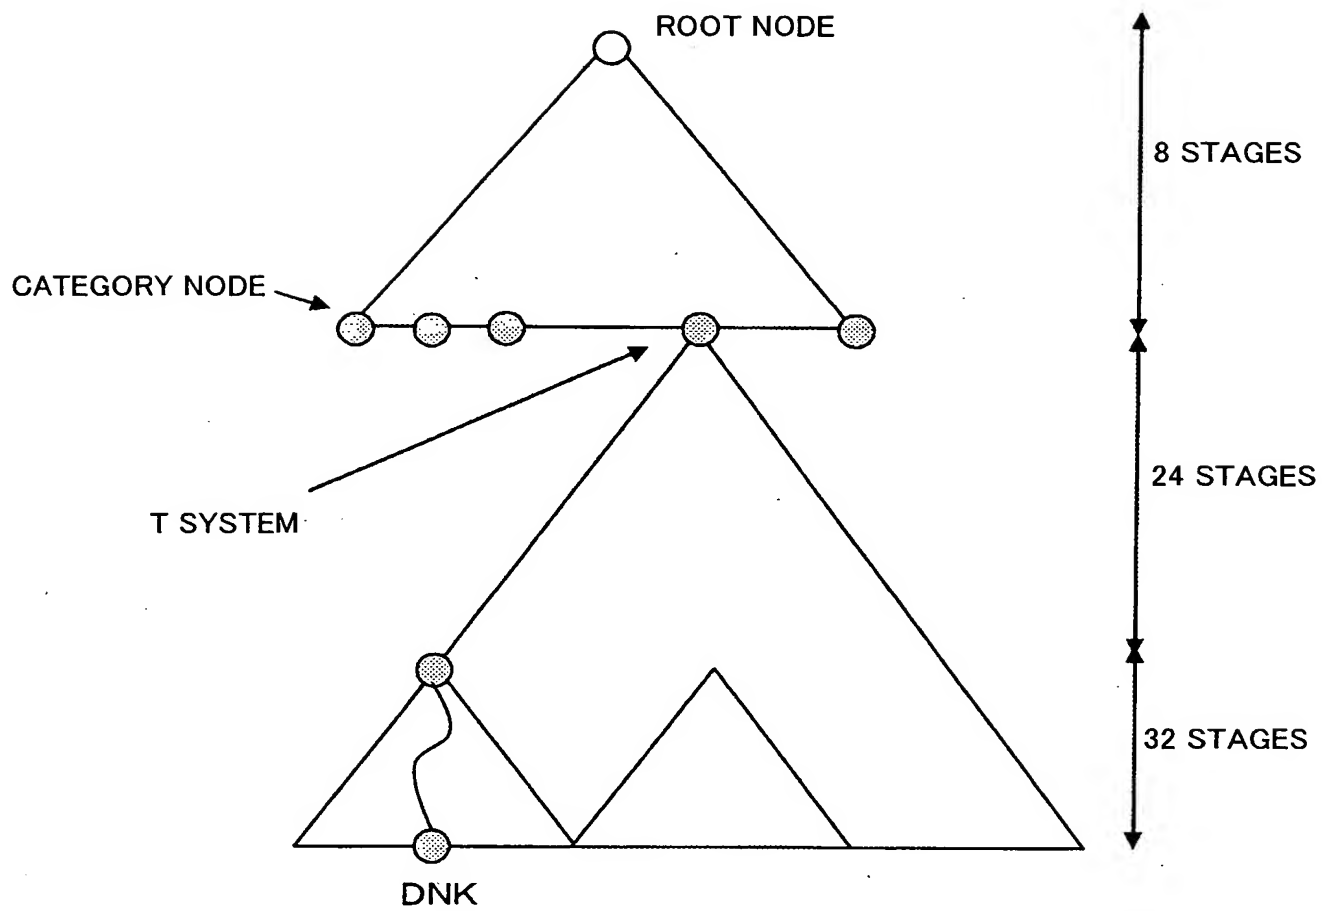 ROOT NODE
8 STAGES
CATEGORY NODE
24 STAGES
T SYSTEM
32 STAGES
DNK